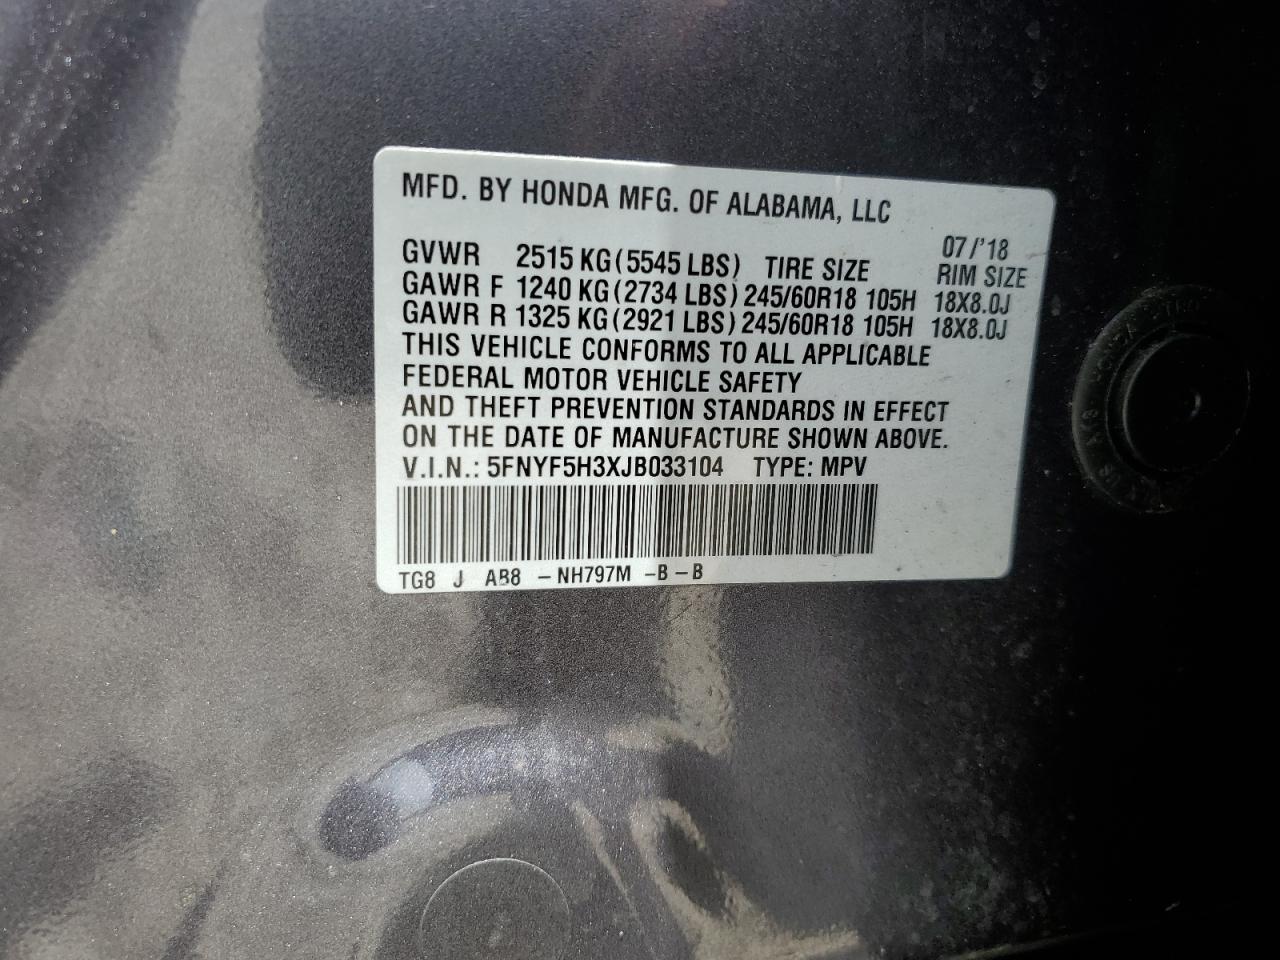 MFD. BY HONDA MFG. OF ALABAMA, LLC
07/'18
GVWR 2515 KG (5545 LBS) TIRE SIZE RIM SIZE
GAWR F 1240 KG (2734 LBS) 245/60R18 105H 18X8.0J
GAWR R 1325 KG (2921 LBS) 245/60R18 105H 18X8.0J
THIS VEHICLE CONFORMS TO ALL APPLICABLE
FEDERAL MOTOR VEHICLE SAFETY
AND THEFT PREVENTION STANDARDS IN EFFECT
ON THE DATE OF MANUFACTURE SHOWN ABOVE.
V.I.N.: 5FNYF5H3XJB033104 TYPE: MPV
TG8 J AB8 -NH797M -B-B